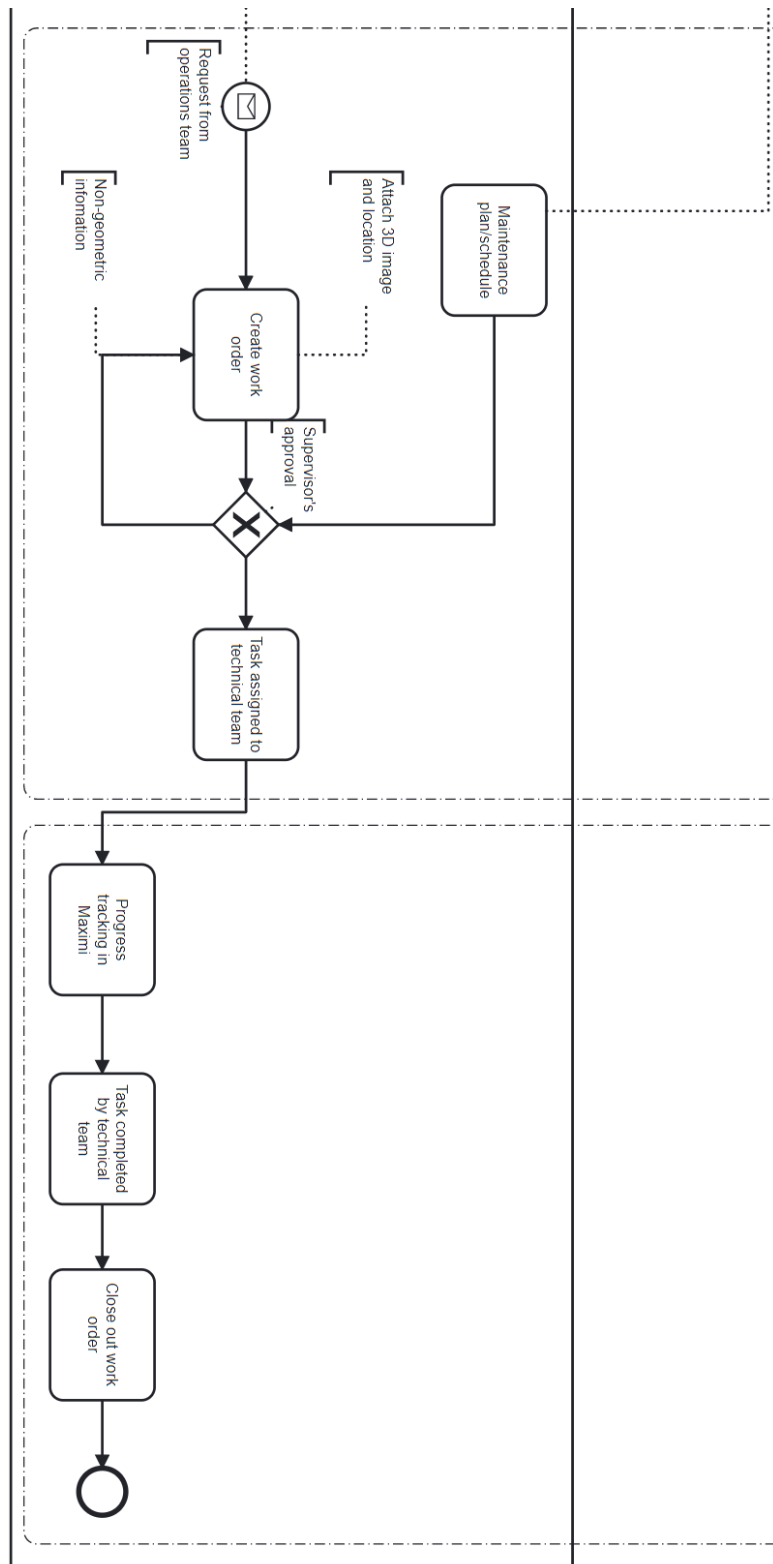 Request from
operations team
Non-geometric
infomation
Attach 3D image
and location
Maintenance
plan/schedule
Create work
order
Supervisor's
approval
X
Task assigned to
technical team
Progress
tracking in
Maximi
Task completed
by technical
team
Close out work
order